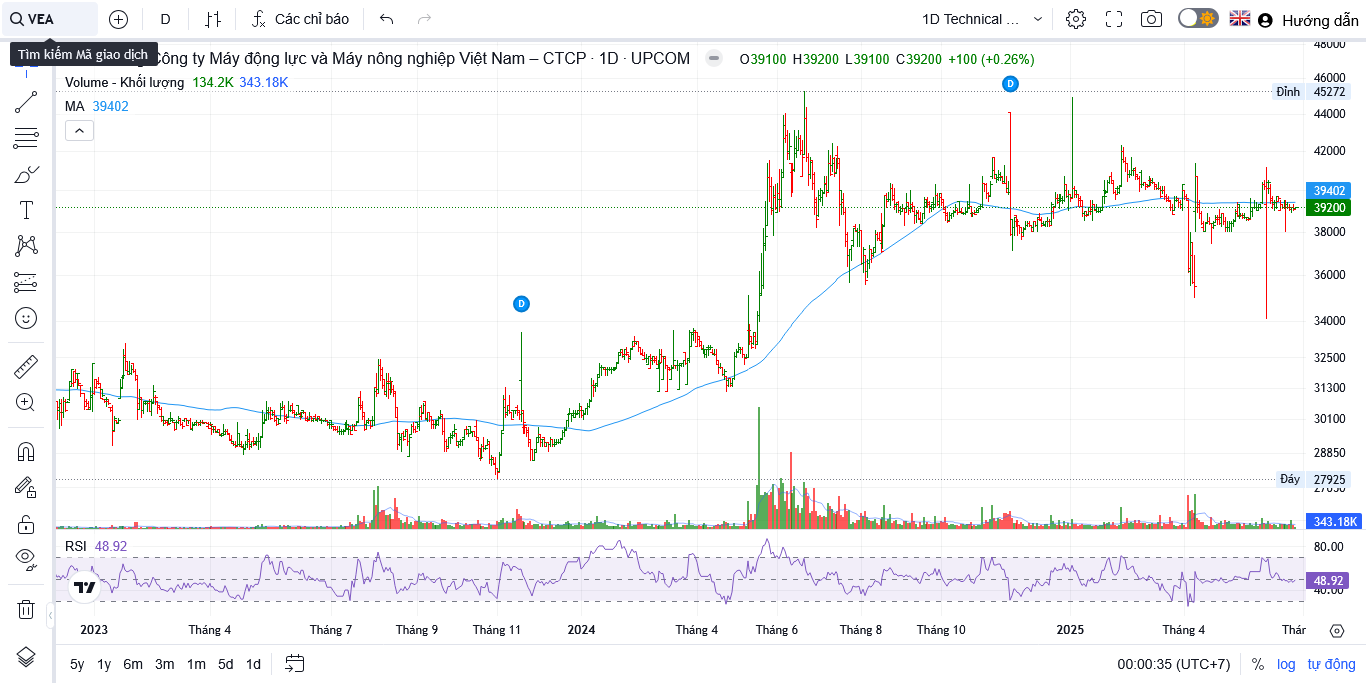 VEA
D
Các chỉ báo
1D Technical ...
Hướng dẫn
Tìm kiếm Mã giao dịch
Công ty Máy động lực và Máy nông nghiệp Việt Nam – CTCP · 1D · UPCOM
O39100 H39200 L39100 C39200 +100 (+0.26%)
Volume - Khối lượng 134.2K 343.18K
MA 39402
48000
46000
Đỉnh 45272
44000
42000
39402
39200
38000
36000
34000
32500
31300
30100
28850
Đáy 27925
343.18K
D
D
T
RSI 48.92
80.00
48.92
40.00
2023
Tháng 4
Tháng 7
Tháng 9
Tháng 11
2024
Tháng 4
Tháng 6
Tháng 8
Tháng 10
2025
Tháng 4
Thár
5y 1y 6m 3m 1m 5d 1d
00:00:35 (UTC+7)
% log tự động